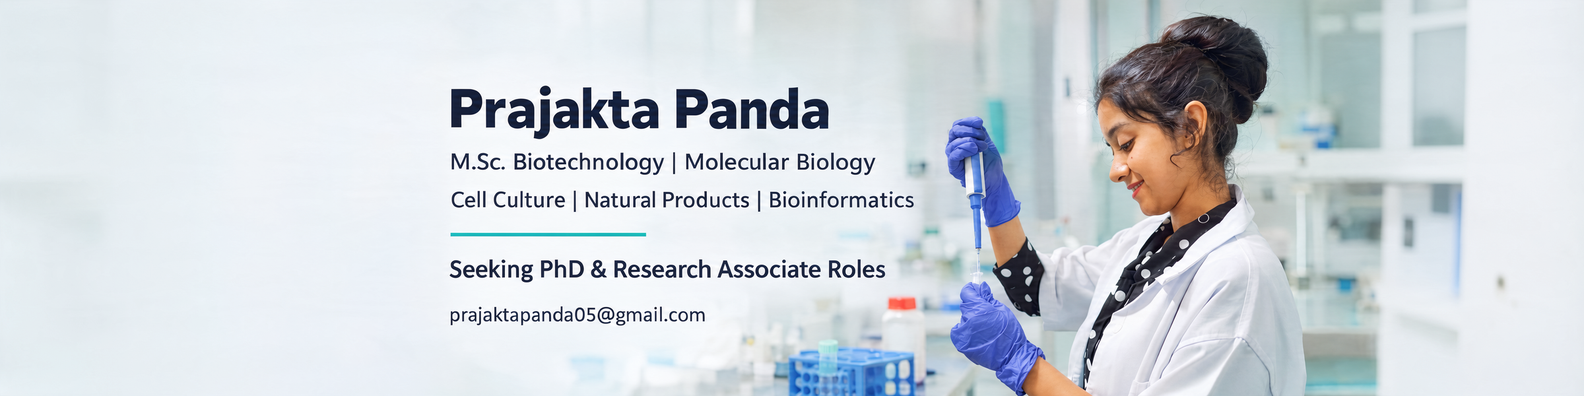 Prajakta Panda
M.Sc. Biotechnology | Molecular Biology
Cell Culture | Natural Products | Bioinformatics
Seeking PhD & Research Associate Roles
prajaktapanda05@gmail.com